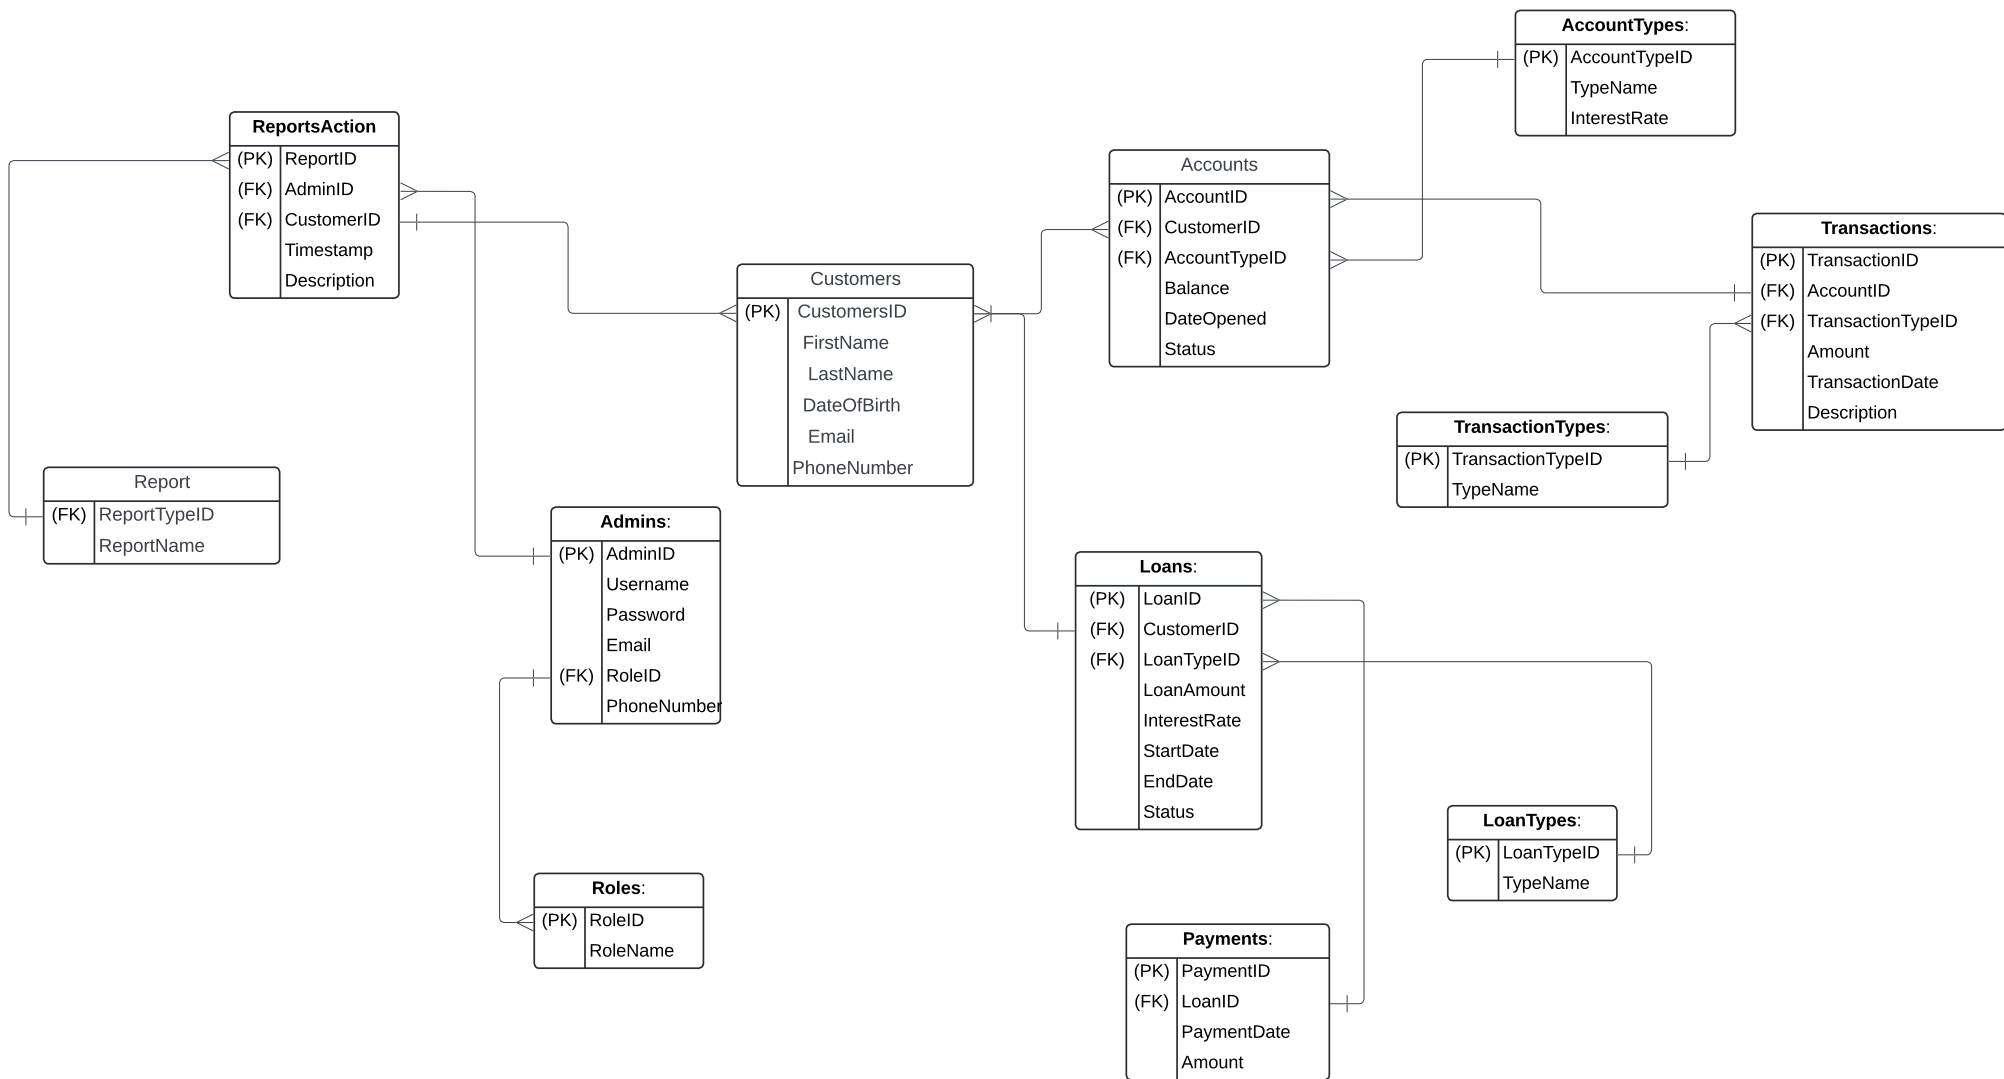 AccountTypes:
(PK) AccountTypeID
TypeName
InterestRate
ReportsAction
(PK) ReportID
(FK) AdminID
(FK) CustomerID
Timestamp
Description
Accounts
(PK) AccountID
(FK) CustomerID
(FK) AccountTypeID
Balance
DateOpened
Status
Transactions:
(PK) TransactionID
(FK) AccountID
(FK) TransactionTypeID
Amount
TransactionDate
Description
Customers
(PK) CustomersID
FirstName
LastName
DateOfBirth
Email
PhoneNumber
TransactionTypes:
(PK) TransactionTypeID
TypeName
Report
(FK) ReportTypeID
ReportName
Admins:
(PK) AdminID
Username
Password
Email
(FK) RoleID
PhoneNumber
Loans:
(PK) LoanID
(FK) CustomerID
(FK) LoanTypeID
LoanAmount
InterestRate
StartDate
EndDate
Status
LoanTypes:
(PK) LoanTypeID
TypeName
Roles:
(PK) RoleID
RoleName
Payments:
(PK) PaymentID
(FK) LoanID
PaymentDate
Amount